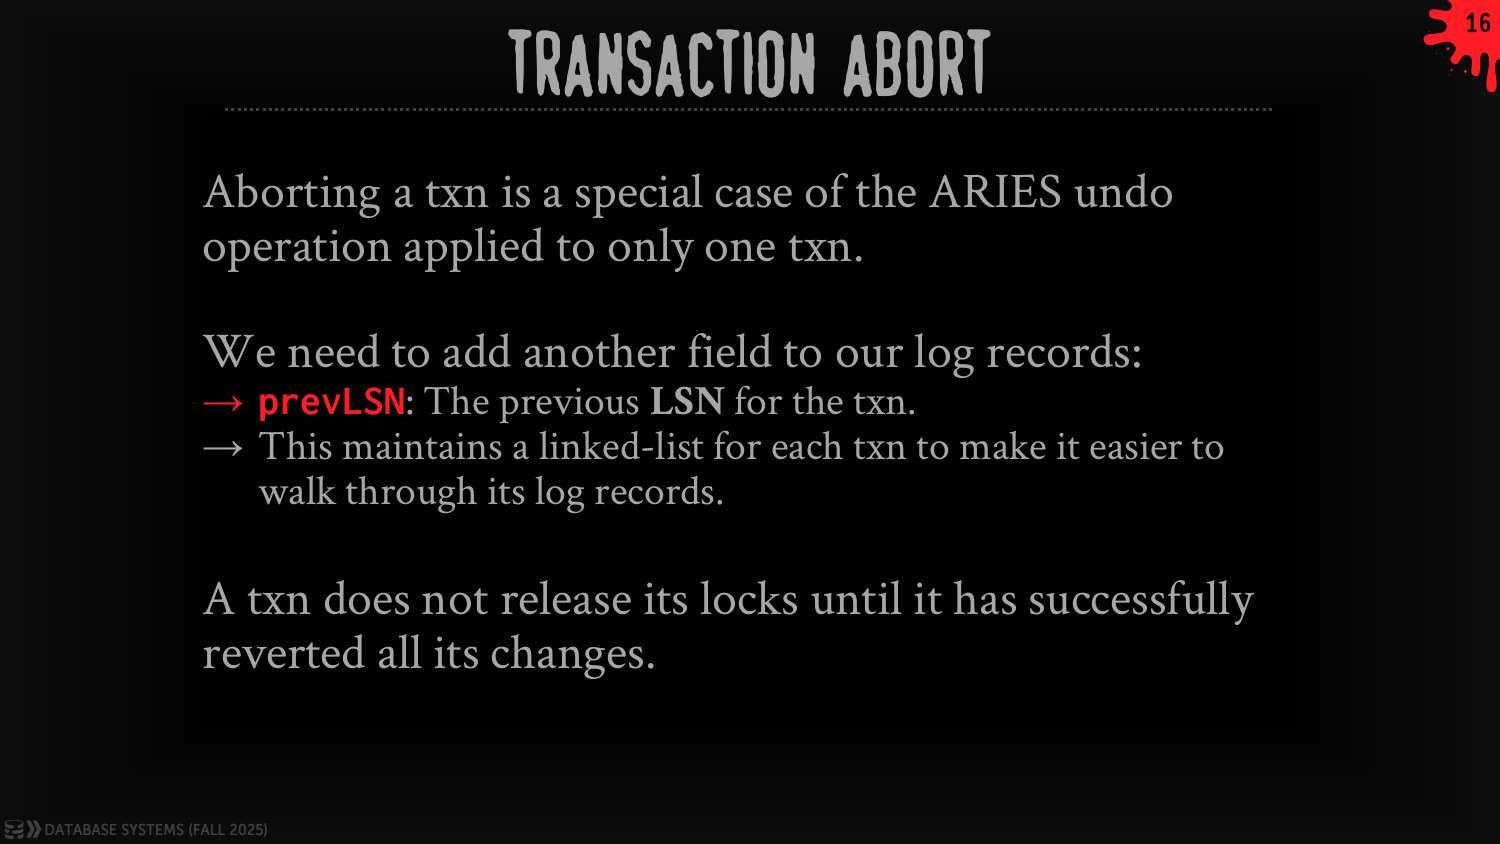 16
TRANSACTION ABORT
Aborting a txn is a special case of the ARIES undo
operation applied to only one txn.
We need to add another field to our log records:
→ prevLSN: The previous LSN for the txn.
→ This maintains a linked-list for each txn to make it easier to
walk through its log records.
A txn does not release its locks until it has successfully
reverted all its changes.
DATABASE SYSTEMS (FALL 2025)